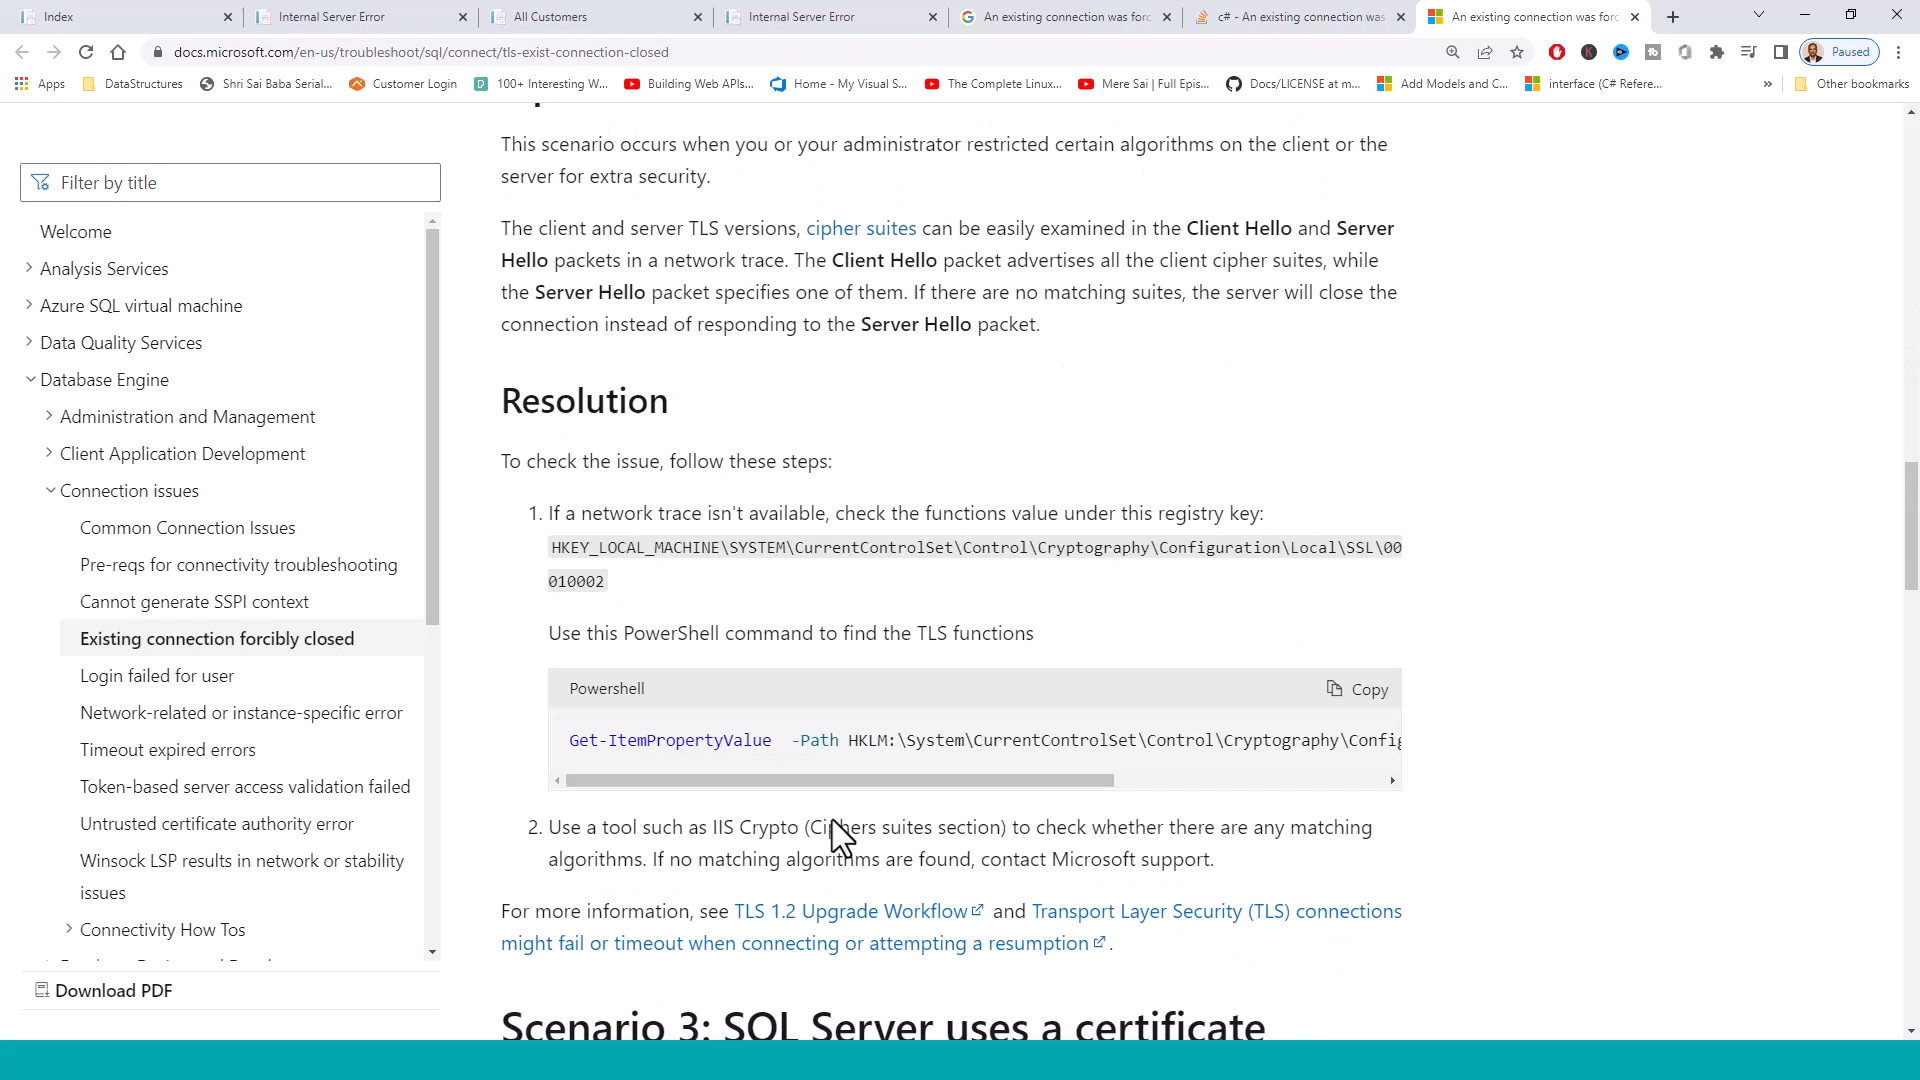 Index
Internal Server Error
All Customers
Internal Server Error
An existing connection was forc
c# - An existing connection was
An existing connection was forc
docs.microsoft.com/en-us/troubleshoot/sql/connect/tls-exist-connection-closed
Paused
Apps
DataStructures
Shri Sai Baba Serial...
Customer Login
100+ Interesting W...
Building Web APIs...
Home - My Visual S...
The Complete Linux...
Mere Sai | Full Epis...
Docs/LICENSE at m...
Add Models and C...
interface (C# Refere...
»
Other bookmarks
Filter by title
Welcome
Analysis Services
Azure SQL virtual machine
Data Quality Services
Database Engine
Administration and Management
Client Application Development
Connection issues
Common Connection Issues
Pre-reqs for connectivity troubleshooting
Cannot generate SSPI context
Existing connection forcibly closed
Login failed for user
Network-related or instance-specific error
Timeout expired errors
Token-based server access validation failed
Untrusted certificate authority error
Winsock LSP results in network or stability
issues
Connectivity How Tos
Download PDF
This scenario occurs when you or your administrator restricted certain algorithms on the client or the
server for extra security.
The client and server TLS versions, cipher suites can be easily examined in the Client Hello and Server
Hello packets in a network trace. The Client Hello packet advertises all the client cipher suites, while
the Server Hello packet specifies one of them. If there are no matching suites, the server will close the
connection instead of responding to the Server Hello packet.
Resolution
To check the issue, follow these steps:
1. If a network trace isn't available, check the functions value under this registry key:
HKEY_LOCAL_MACHINE\SYSTEM\CurrentControlSet\Control\Cryptography\Configuration\Local\SSL\00
010002
Use this PowerShell command to find the TLS functions
Powershell
Copy
Get-ItemPropertyValue -Path HKLM:\System\CurrentControlSet\Control\Cryptography\Config
2. Use a tool such as IIS Crypto (Ciphers suites section) to check whether there are any matching
algorithms. If no matching algorithms are found, contact Microsoft support.
For more information, see TLS 1.2 Upgrade Workflow and Transport Layer Security (TLS) connections
might fail or timeout when connecting or attempting a resumption .
Scenario 3: SQL Server uses a certificate